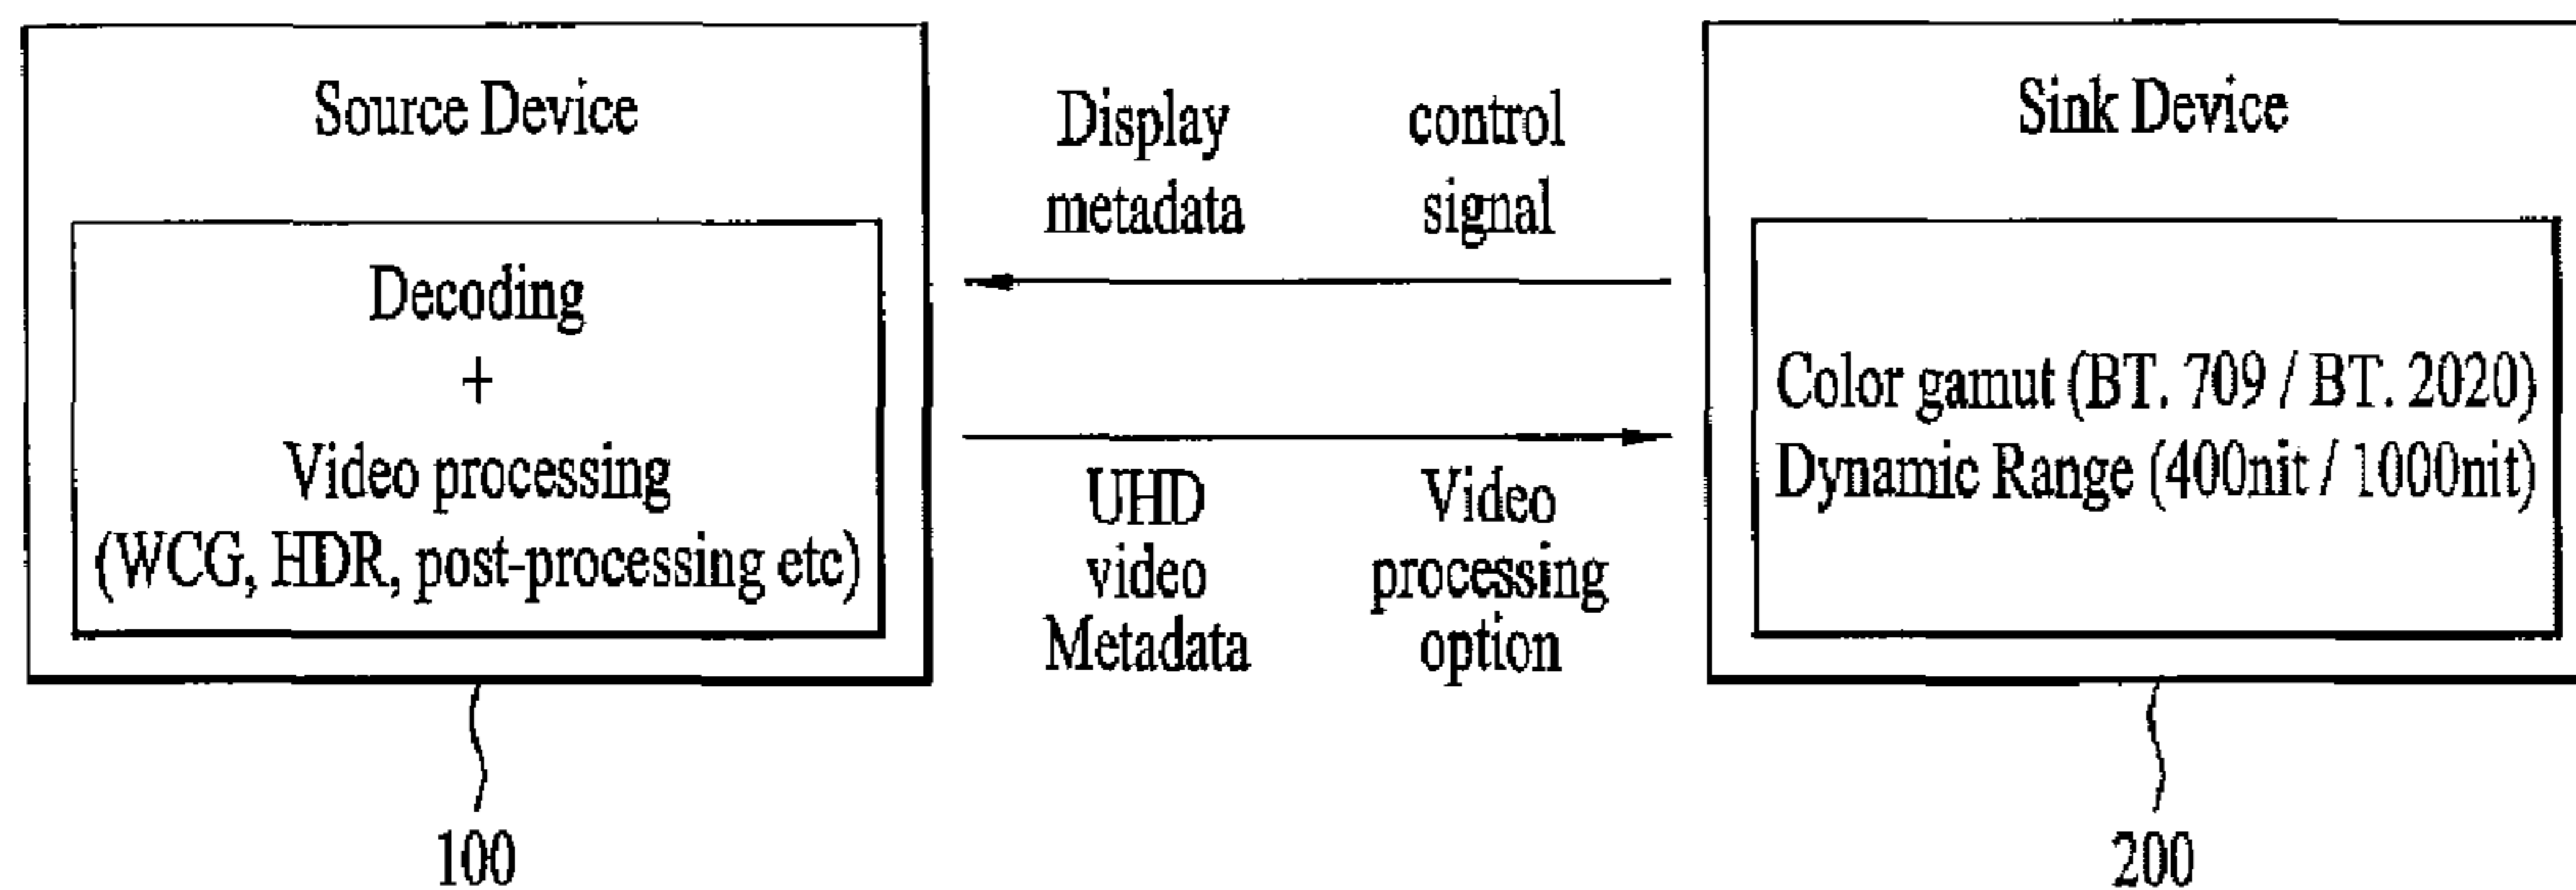 Source Device
Decoding
+
Video processing
(WCG, HDR, post-processing etc)
100
Display
metadata
control
signal
UHD
video
Metadata
Video
processing
option
Sink Device
Color gamut (BT. 709 / BT. 2020)
Dynamic Range (400nit / 1000nit)
200